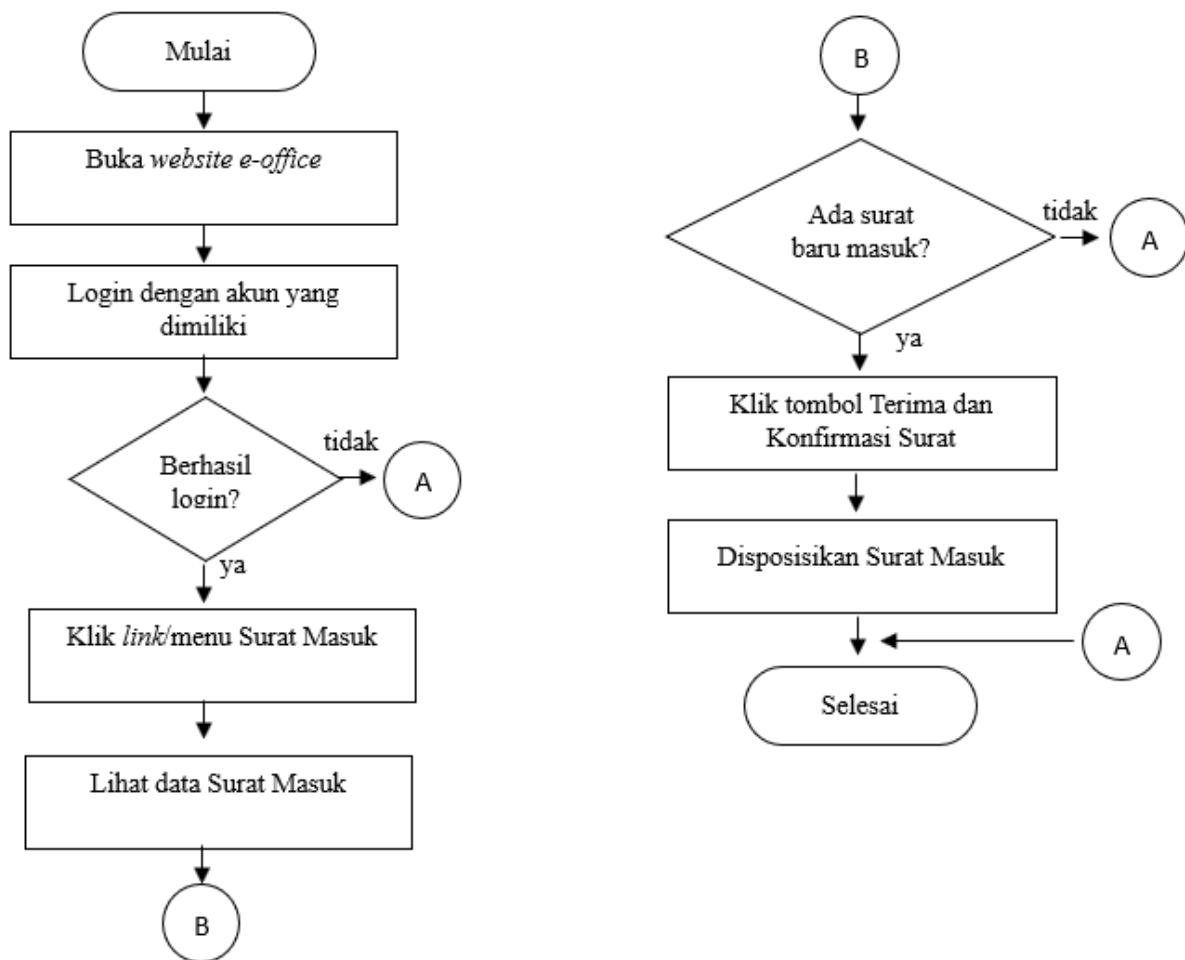 Mulai
Buka website e-office
Login dengan akun yang
dimiliki
Berhasil
login?
tidak
A
ya
Klik link/menu Surat Masuk
Lihat data Surat Masuk
B
B
Ada surat
baru masuk?
tidak
A
ya
Klik tombol Terima dan
Konfirmasi Surat
Disposisikan Surat Masuk
A
Selesai